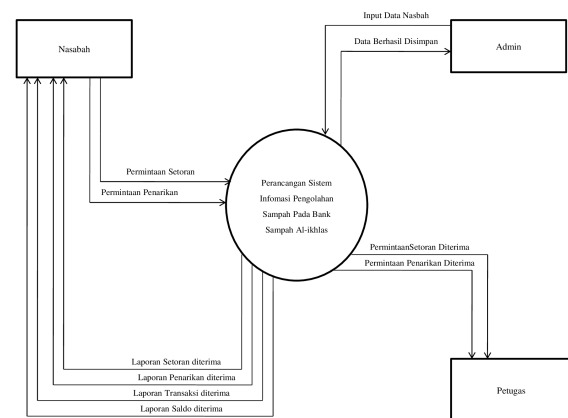 Input Data Nasbah
Nasabah
Data Berhasil Disimpan
Admin
Permintaan Setoran
Permintaan Penarikan
Perancangan Sistem
Infomasi Pengolahan
Sampah Pada Bank
Sampah Al-ikhlas
PermintaanSetoran Diterima
Permintaan Penarikan Diterima
Laporan Setoran diterima
Laporan Penarikan diterima
Laporan Transaksi diterima
Laporan Saldo diterima
Petugas